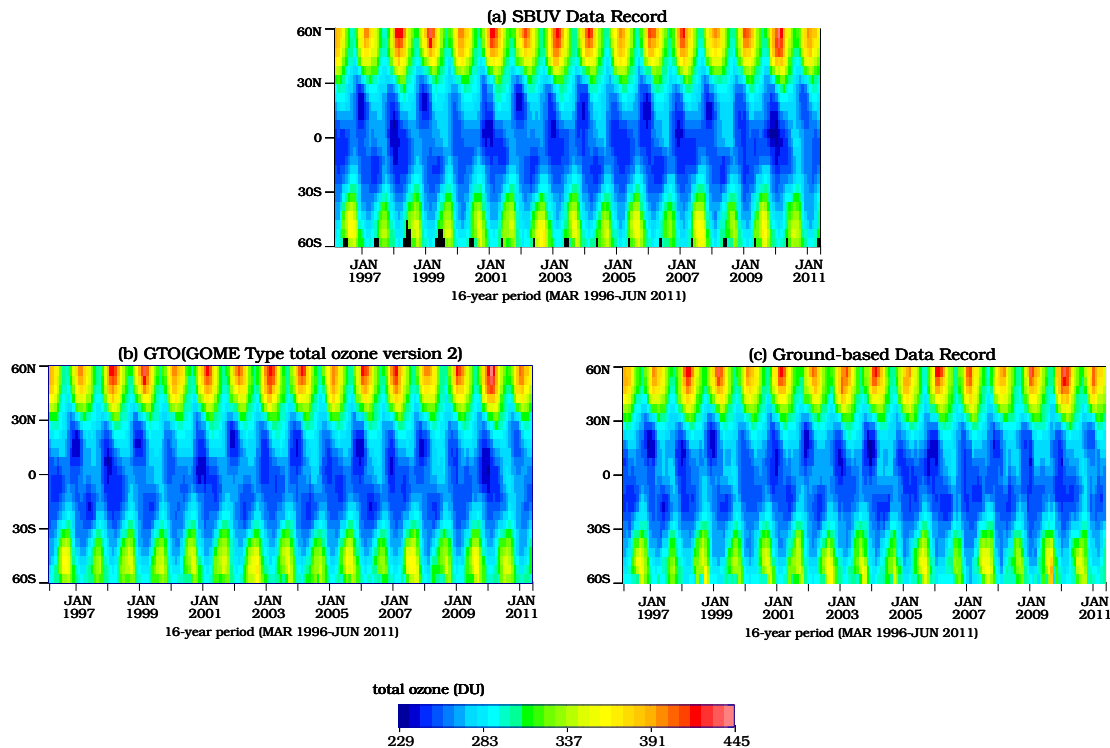 (a) SBUV Data Record
60N
30N
0
30S
60S
JAN JAN JAN JAN JAN JAN JAN JAN
1997 1999 2001 2003 2005 2007 2009 2011
16-year period (MAR 1996-JUN 2011)
(b) GTO(GOME Type total ozone version 2)
60N
30N
0
30S
60S
JAN JAN JAN JAN JAN JAN JAN JAN
1997 1999 2001 2003 2005 2007 2009 2011
16-year period (MAR 1996-JUN 2011)
(c) Ground-based Data Record
60N
30N
0
30S
60S
JAN JAN JAN JAN JAN JAN JAN JAN
1997 1999 2001 2003 2005 2007 2009 2011
16-year period (MAR 1996-JUN 2011)
total ozone (DU)
229 283 337 391 445